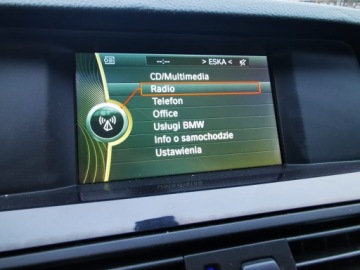 --:-- > ESKA <
CD/Multimedia
Radio
Telefon
Office
Usługi BMW
Info o samochodzie
Ustawienia